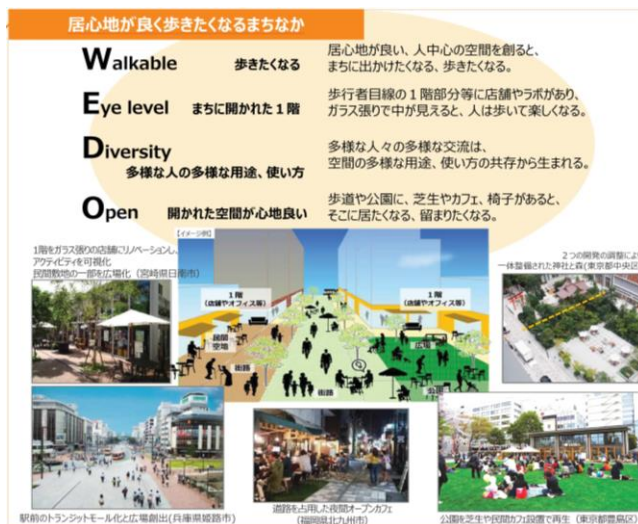 居心地が良く歩きたくなるまちなか
Walkable 歩きたくなる
居心地が良い、人中心の空間を創ると、
まちに出かけたくなる、歩きたくなる。
Eye level まちに開かれた1階
歩行者目線の1階部分等に店舗やラボがあり、
ガラス張りで中が見えると、人は歩いて楽しくなる。
Diversity
多様な人の多様な用途、使い方
多様な人々の多様な交流は、
空間の多様な用途、使い方の共存から生まれる。
Open 開かれた空間が心地良い
歩道や公園に、芝生やカフェ、椅子があると、
そこに居たくなる、留まりたくなる。
【イメージ例】
1階をガラス張りの店舗にリノベーションし、
アクティビティを可視化
民間敷地の一部を広場化(宮崎県日南市)
2つの開発の調整によ
一体整備された神社と森(東京都中央区
1階
(店舗やオフィス等)
1階
(店舗やオフィス等)
民間
空地
広場
街路
街路
公園
駅前のトランジットモール化と広場創出(兵庫県姫路市)
道路を占用した夜間オープンカフェ
(福岡県北九州市)
公園を芝生や民間カフェ設置で再生(東京都豊島区)